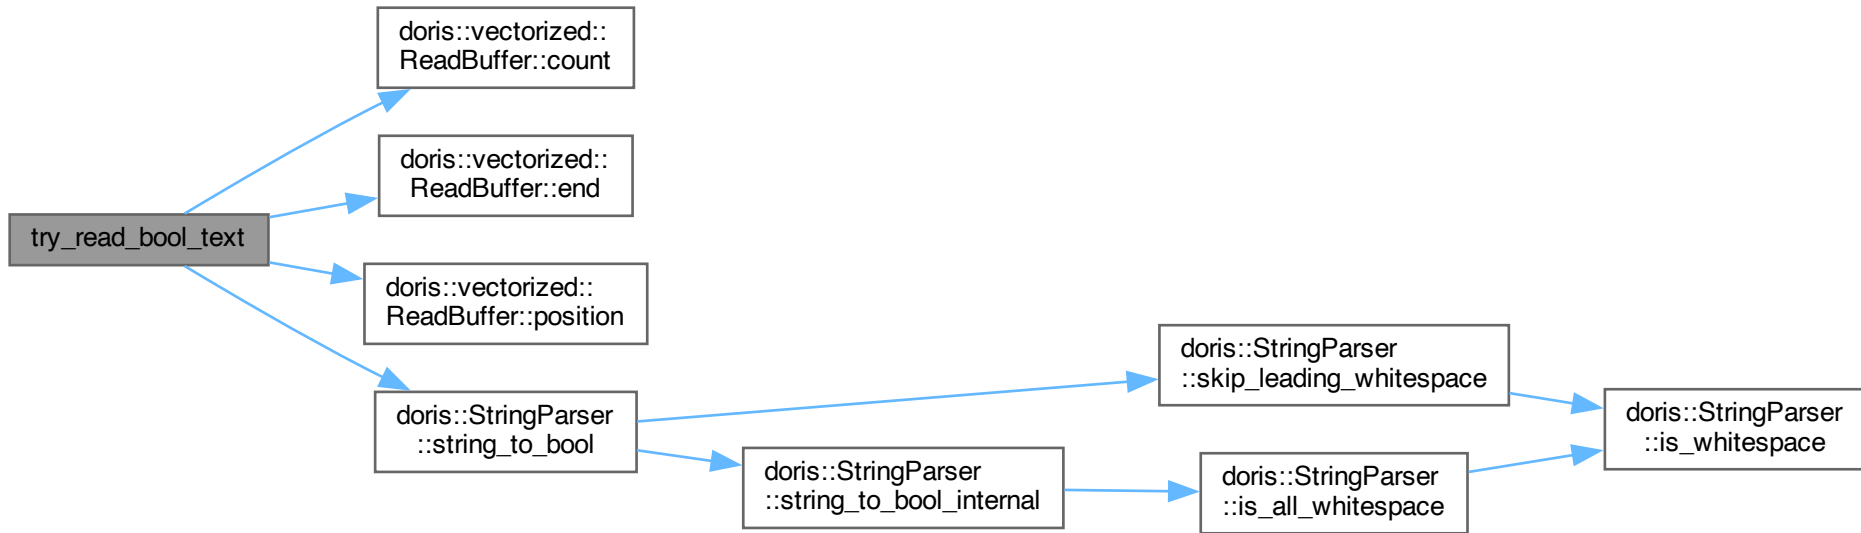 doris::vectorized::
ReadBuffer::count
doris::vectorized::
ReadBuffer::end
try_read_bool_text
doris::vectorized::
ReadBuffer::position
doris::StringParser
::string_to_bool
doris::StringParser
::skip_leading_whitespace
doris::StringParser
::string_to_bool_internal
doris::StringParser
::is_all_whitespace
doris::StringParser
::is_whitespace